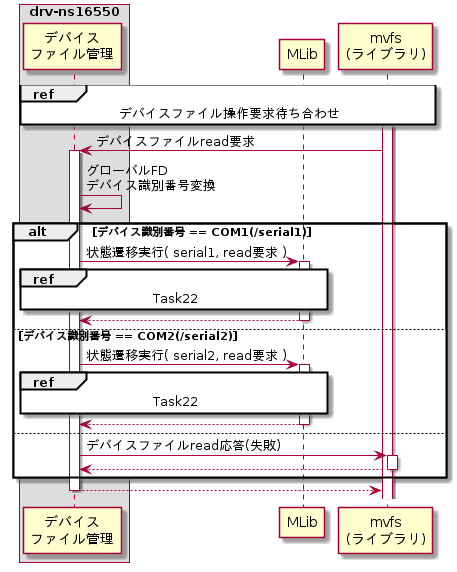 drv-ns16550
デバイス
ファイル管理
MLib
mvfs
(ライブラリ)
ref
デバイスファイル操作要求待ち合わせ
デバイスファイルread要求
グローバルFD
デバイス識別番号変換
alt
[デバイス識別番号 == COM1(/serial1)]
状態遷移実行( serial1, read要求 )
ref
Task22
[デバイス識別番号 == COM2(/serial2)]
状態遷移実行( serial2, read要求 )
ref
Task22
デバイスファイルread応答(失敗)
デバイス
ファイル管理
MLib
mvfs
(ライブラリ)